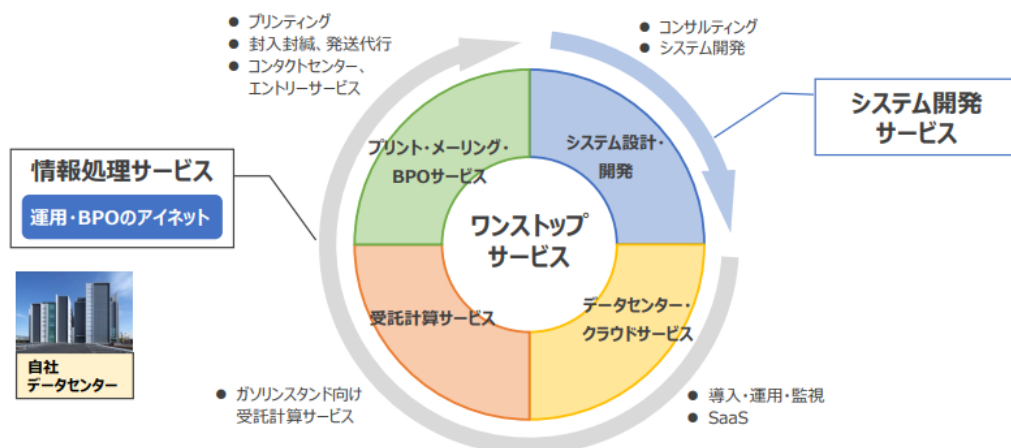 ● プリンティング
● 封入封緘、発送代行
● コンタクトセンター、
エントリーサービス
● コンサルティング
● システム開発
システム開発
サービス
プリント・メーリング・
BPOサービス
システム設計・
開発
情報処理サービス
運用・BPOのアイネット
ワンストップ
サービス
受託計算サービス
データセンター・
クラウドサービス
自社
データセンター
● ガソリンスタンド向け
受託計算サービス
● 導入・運用・監視
● SaaS